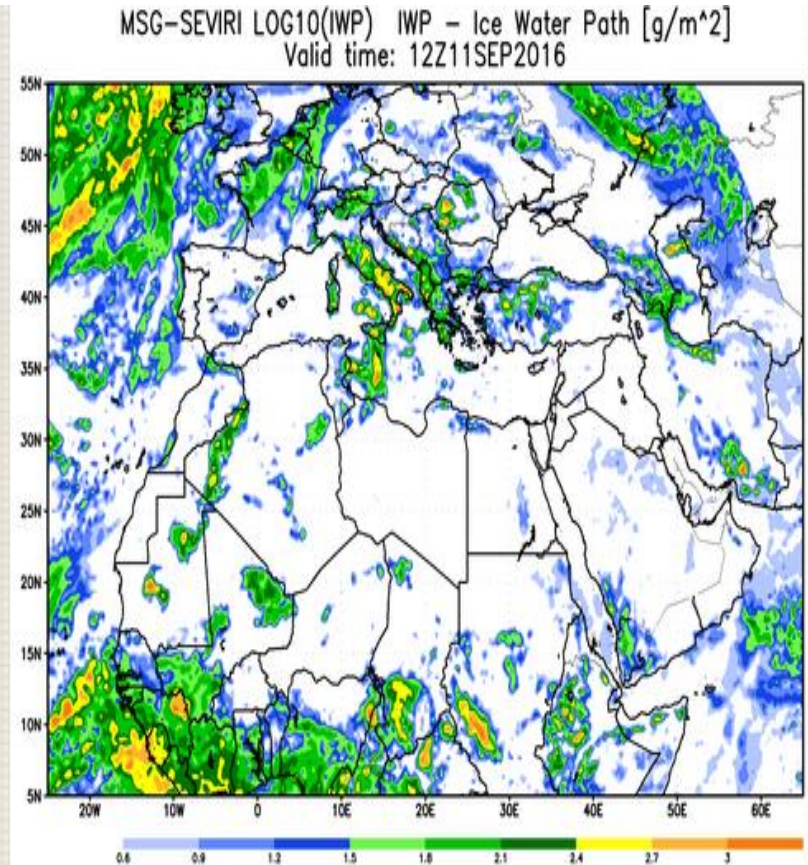 MSG-SEVIRI LOG10(IWP) IWP - Ice Water Path [g/m^2]
Valid time: 12Z11SEP2016
55N
50N
45N
40N
35N
30N
25N
20N
15N
10N
5N
20W 10W 0 10E 20E 30E 40E 50E 60E
0.6 0.9 1.2 1.5 1.8 2.1 2.4 2.7 3